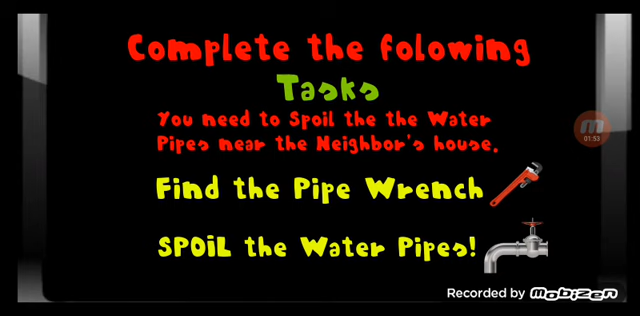 Complete the folowing
Tasks
You need to Spoil the the Water
Pipes near the Neighbor's house.
01:53
Find the Pipe Wrench
SPOiL the Water Pipes!
Recorded by mobizen